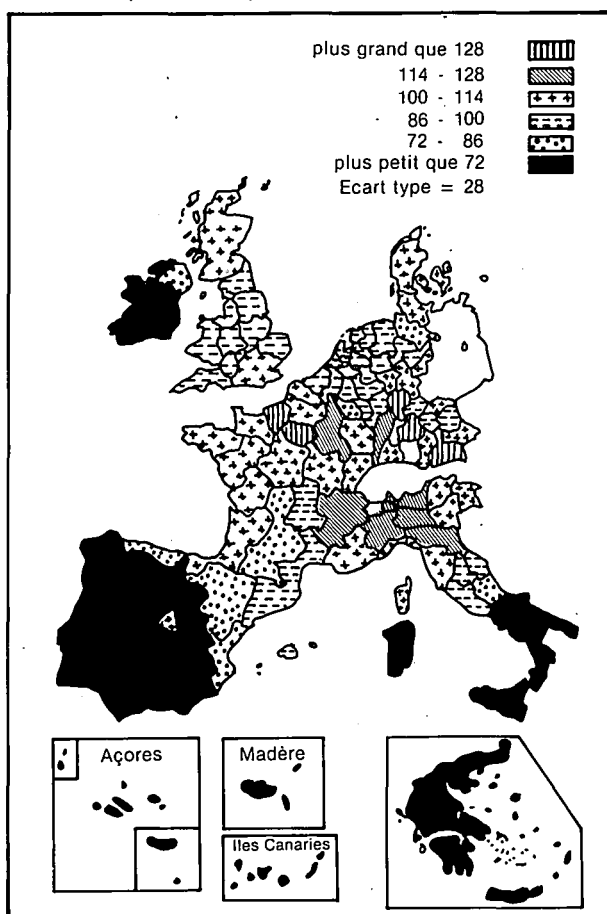 plus grand que 128
114 - 128
100 - 114
86 - 100
72 - 86
plus petit que 72
Ecart type = 28
Açores
Madère
Iles Canaries